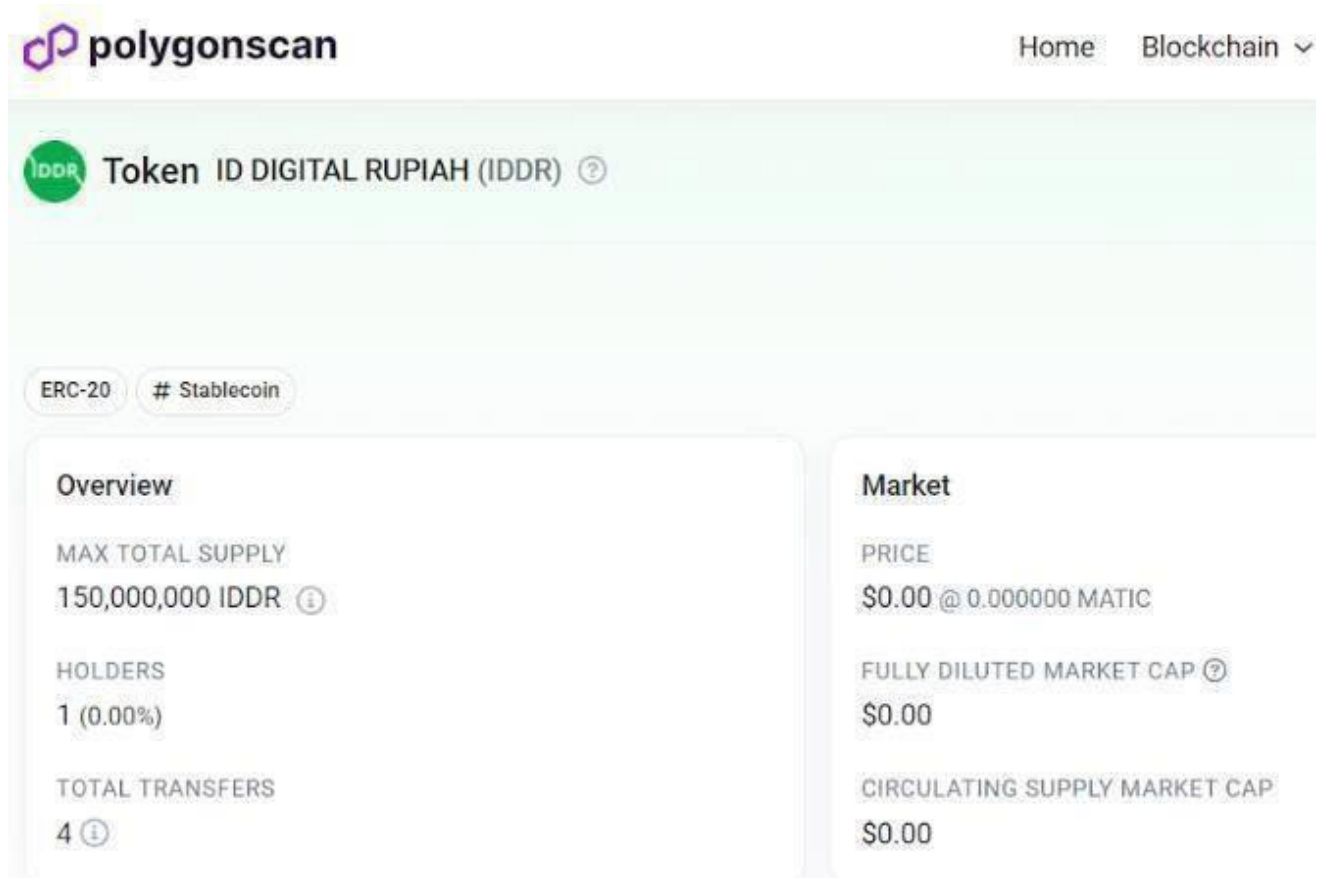 polygonscan
Home Blockchain
IDDR Token ID DIGITAL RUPIAH (IDDR)
ERC-20 # Stablecoin
Overview
MAX TOTAL SUPPLY
150,000,000 IDDR
HOLDERS
1 (0.00%)
TOTAL TRANSFERS
4
Market
PRICE
$0.00 @ 0.000000 MATIC
FULLY DILUTED MARKET CAP
$0.00
CIRCULATING SUPPLY MARKET CAP
$0.00